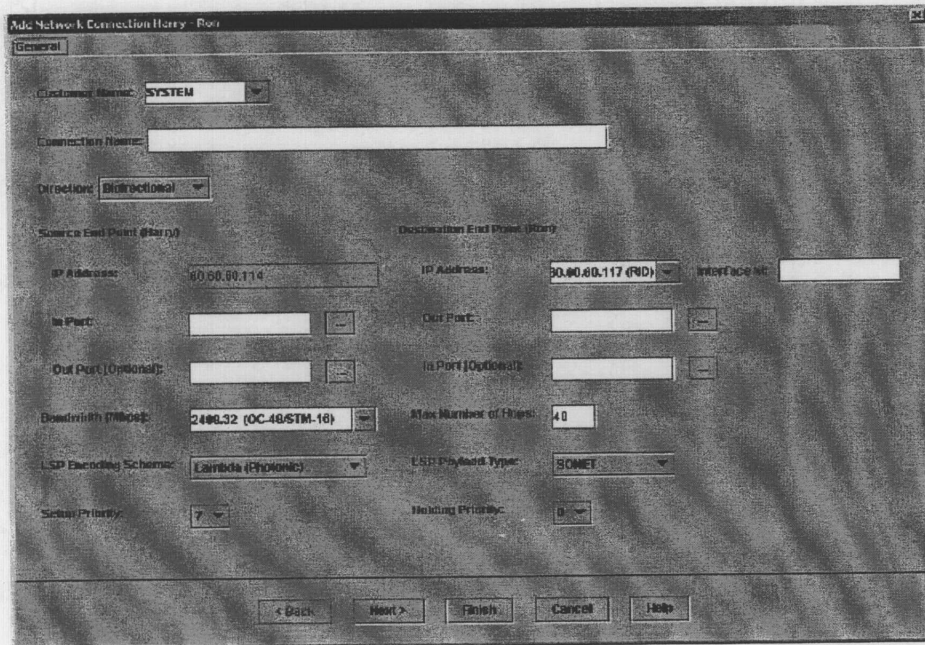 Add Network Connection Harry - Ron
General
Customer Name: SYSTEM
Connection Name:
Direction: Bidirectional
Source End Point (Harry) Destination End Point (Ron)
IP Address: 60.60.60.114 IP Address: 60.60.60.117 (RID) Interface Id:
In Port: ... Out Port: ...
Out Port [Optional]: ... In Port [Optional]: ...
Bandwidth [Mbps]: 2488.32 (OC-48/STM-16) Max Number of Hops: 40
LSP Encoding Scheme: Lambda (Photonic) LSP Payload Type: SONET
Setup Priority: 7 Holding Priority: 0
< Back Next > Finish Cancel Help